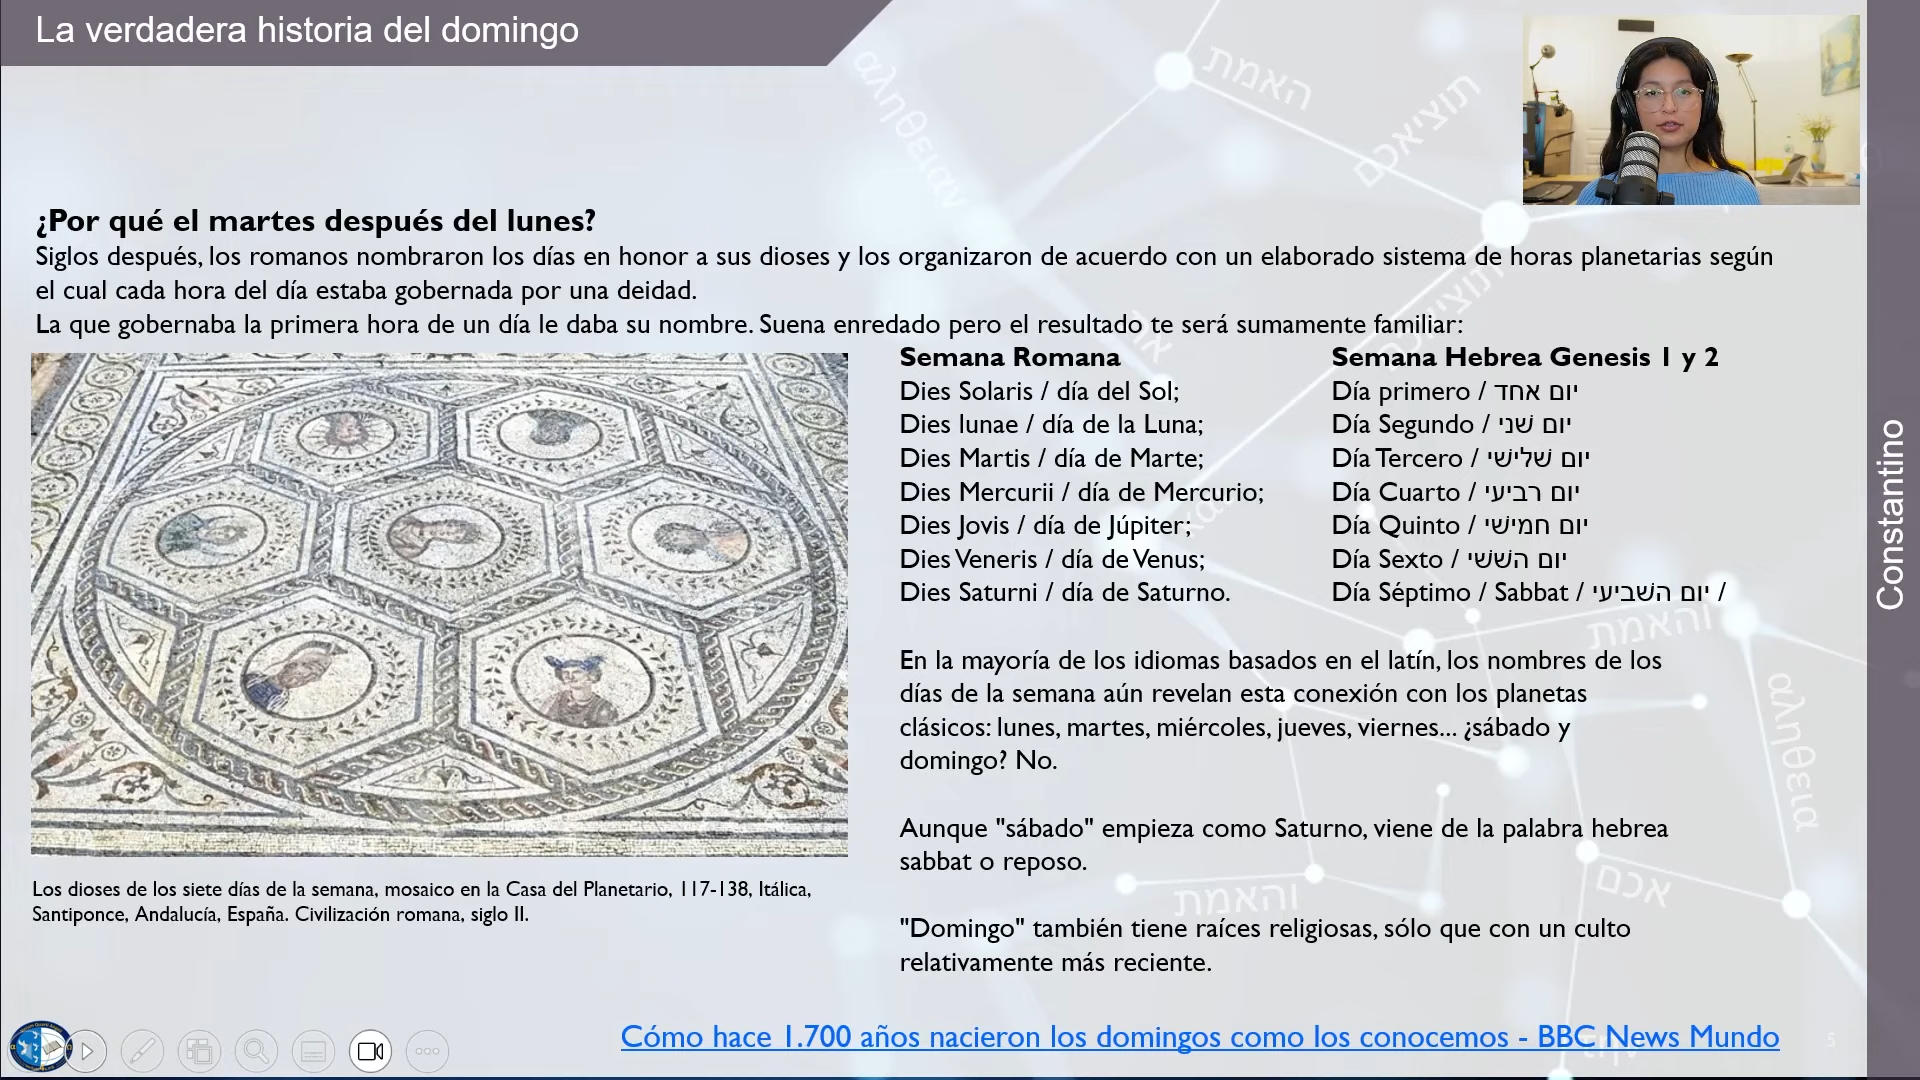 La verdadera historia del domingo
¿Por qué el martes después del lunes?
Siglos después, los romanos nombraron los días en honor a sus dioses y los organizaron de acuerdo con un elaborado sistema de horas planetarias según
el cual cada hora del día estaba gobernada por una deidad.
La que gobernaba la primera hora de un día le daba su nombre. Suena enredado pero el resultado te será sumamente familiar:
Semana Romana
Dies Solaris / día del Sol;
Dies lunae / día de la Luna;
Dies Martis / día de Marte;
Dies Mercurii / día de Mercurio;
Dies Jovis / día de Júpiter;
Dies Veneris / día de Venus;
Dies Saturni / día de Saturno.
Semana Hebrea Genesis 1 y 2
Día primero / יום אחד
Día Segundo / יום שׁני
Día Tercero / יום שׁלישׁי
Día Cuarto / יום רביעי
Día Quinto / יום חמישׁי
Día Sexto / יום השׁשׁי
Día Séptimo / Sabbat / יום השׁביעי /
En la mayoría de los idiomas basados en el latín, los nombres de los
días de la semana aún revelan esta conexión con los planetas
clásicos: lunes, martes, miércoles, jueves, viernes... ¿sábado y
domingo? No.
Aunque "sábado" empieza como Saturno, viene de la palabra hebrea
sabbat o reposo.
"Domingo" también tiene raíces religiosas, sólo que con un culto
relativamente más reciente.
Los dioses de los siete días de la semana, mosaico en la Casa del Planetario, 117-138, Itálica,
Santiponce, Andalucía, España. Civilización romana, siglo II.
Cómo hace 1.700 años nacieron los domingos como los conocemos - BBC News Mundo
5
Constantino
האמת
תוציאכם
αληθειαν
והאמת
αληθεια
והאמת
אכם